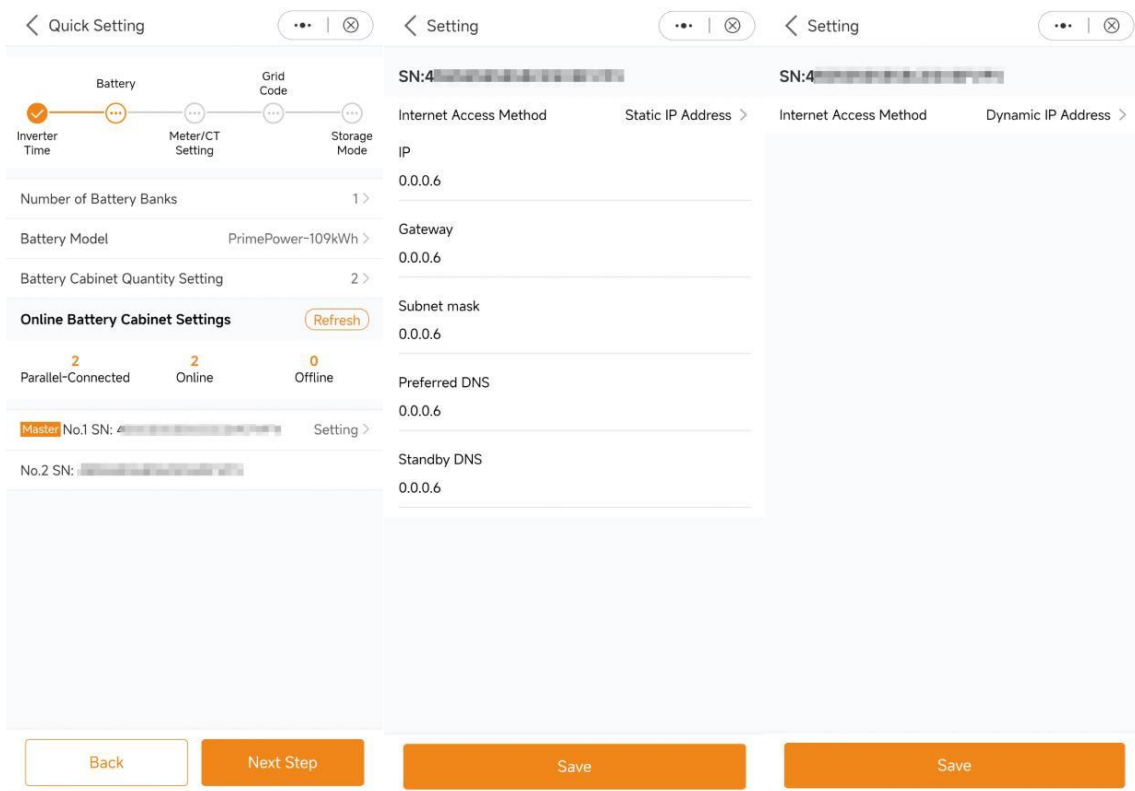 Quick Setting
Battery
Grid
Code
Inverter
Time
Meter/CT
Setting
Storage
Mode
Number of Battery Banks 1
Battery Model PrimePower-109kWh
Battery Cabinet Quantity Setting 2
Online Battery Cabinet Settings Refresh
2 2 0
Parallel-Connected Online Offline
Master No.1 SN: 4 Setting
No.2 SN:
Back Next Step
Setting
SN:4
Internet Access Method Static IP Address
IP
0.0.0.6
Gateway
0.0.0.6
Subnet mask
0.0.0.6
Preferred DNS
0.0.0.6
Standby DNS
0.0.0.6
Save
Setting
SN:4
Internet Access Method Dynamic IP Address
Save